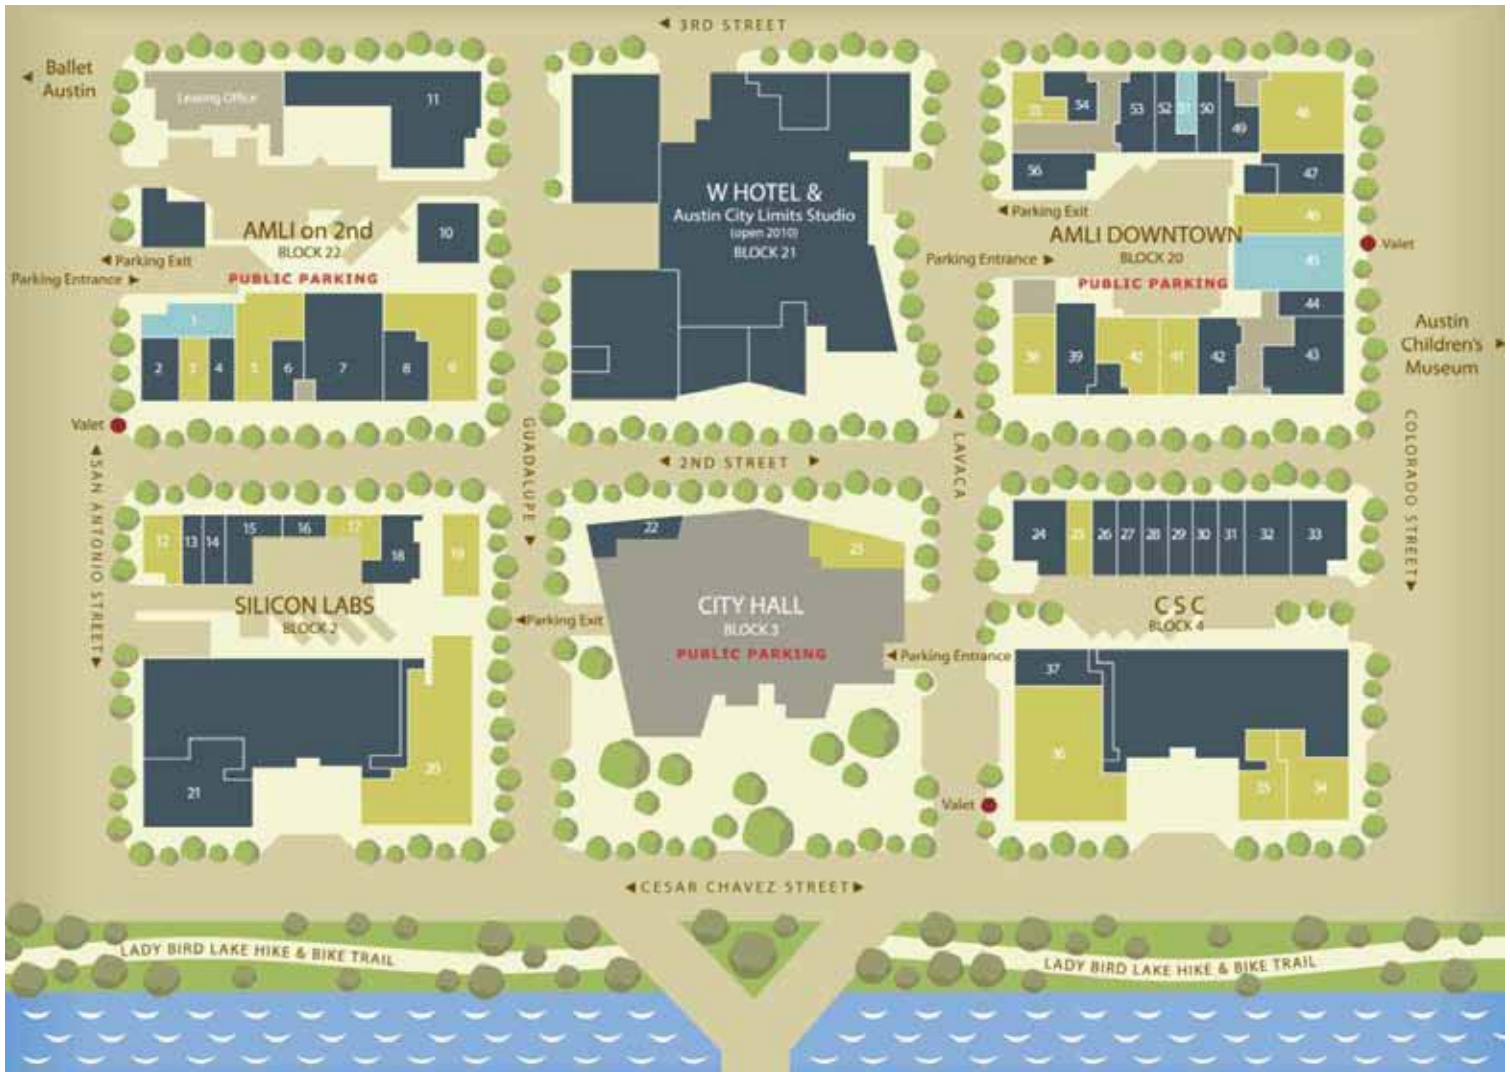 3RD STREET
Ballet
Austin
Leasing Office
11
AMLI on 2nd
BLOCK 22
PUBLIC PARKING
10
Parking Exit
Parking Entrance
1
2
3
4
5
6
7
8
9
Valet
W HOTEL &
Austin City Limits Studio
(open 2010)
BLOCK 21
55
54
53
52
51
50
49
48
56
47
46
45
44
Parking Exit
AMLI DOWNTOWN
BLOCK 20
PUBLIC PARKING
Parking Entrance
Valet
38
39
42
41
42
43
Austin
Children's
Museum
SAN ANTONIO STREET
GUADALUPE
2ND STREET
LAVACA
COLORADO STREET
12
13
14
15
16
17
18
19
SILICON LABS
BLOCK 2
20
21
22
23
CITY HALL
BLOCK 3
PUBLIC PARKING
Parking Exit
Parking Entrance
24
25
26
27
28
29
30
31
32
33
CSC
BLOCK 4
37
36
35
34
Valet
CESAR CHAVEZ STREET
LADY BIRD LAKE HIKE & BIKE TRAIL
LADY BIRD LAKE HIKE & BIKE TRAIL